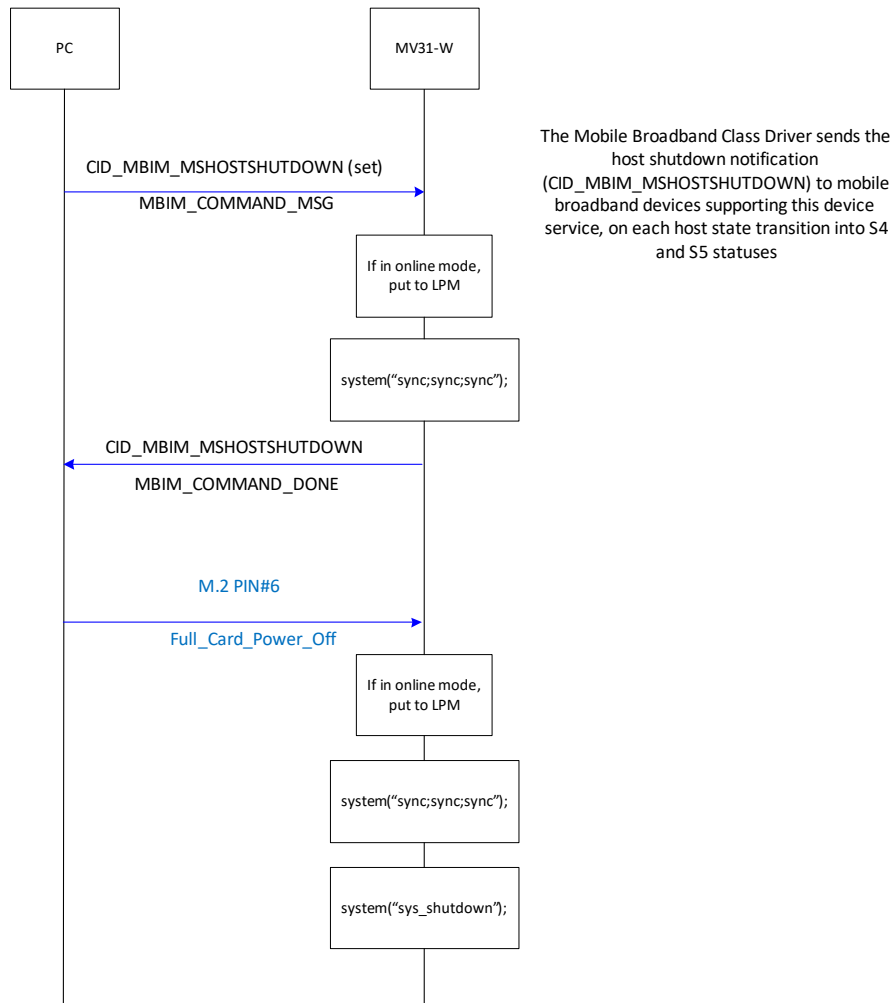 PC
MV31-W
The Mobile Broadband Class Driver sends the
host shutdown notification
(CID_MBIM_MSHOSTSHUTDOWN) to mobile
broadband devices supporting this device
service, on each host state transition into S4
and S5 statuses
CID_MBIM_MSHOSTSHUTDOWN (set)
MBIM_COMMAND_MSG
If in online mode,
put to LPM
system(“sync;sync;sync”);
CID_MBIM_MSHOSTSHUTDOWN
MBIM_COMMAND_DONE
M.2 PIN#6
Full_Card_Power_Off
If in online mode,
put to LPM
system(“sync;sync;sync”);
system(“sys_shutdown”);